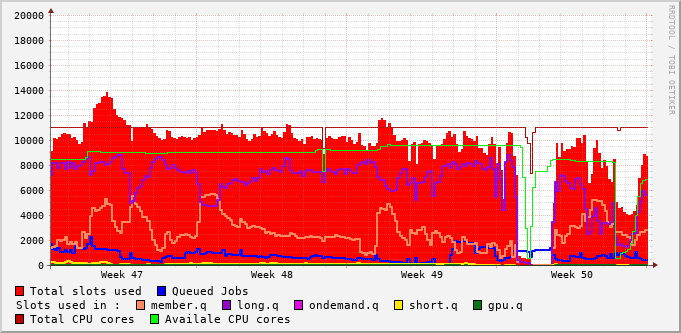 20000
18000
16000
14000
12000
10000
8000
6000
4000
2000
0
Week 47 Week 48 Week 49 Week 50
RRDTOOL / TOBI OETIKER
Total slots used Queued Jobs
Slots used in : member.q long.q ondemand.q short.q gpu.q
Total CPU cores Availale CPU cores